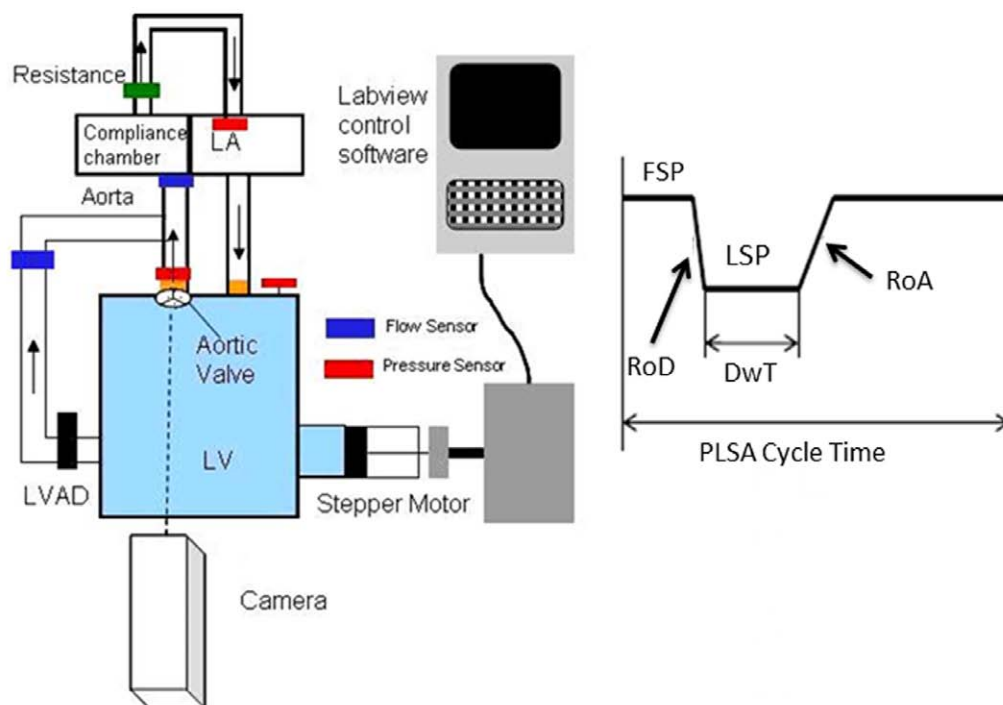 Resistance
Compliance
chamber
LA
Aorta
Labview
control
software
Flow Sensor
Pressure Sensor
Aortic
Valve
LV
LVAD
Stepper Motor
Camera
FSP
LSP
RoA
RoD
DwT
PLSA Cycle Time